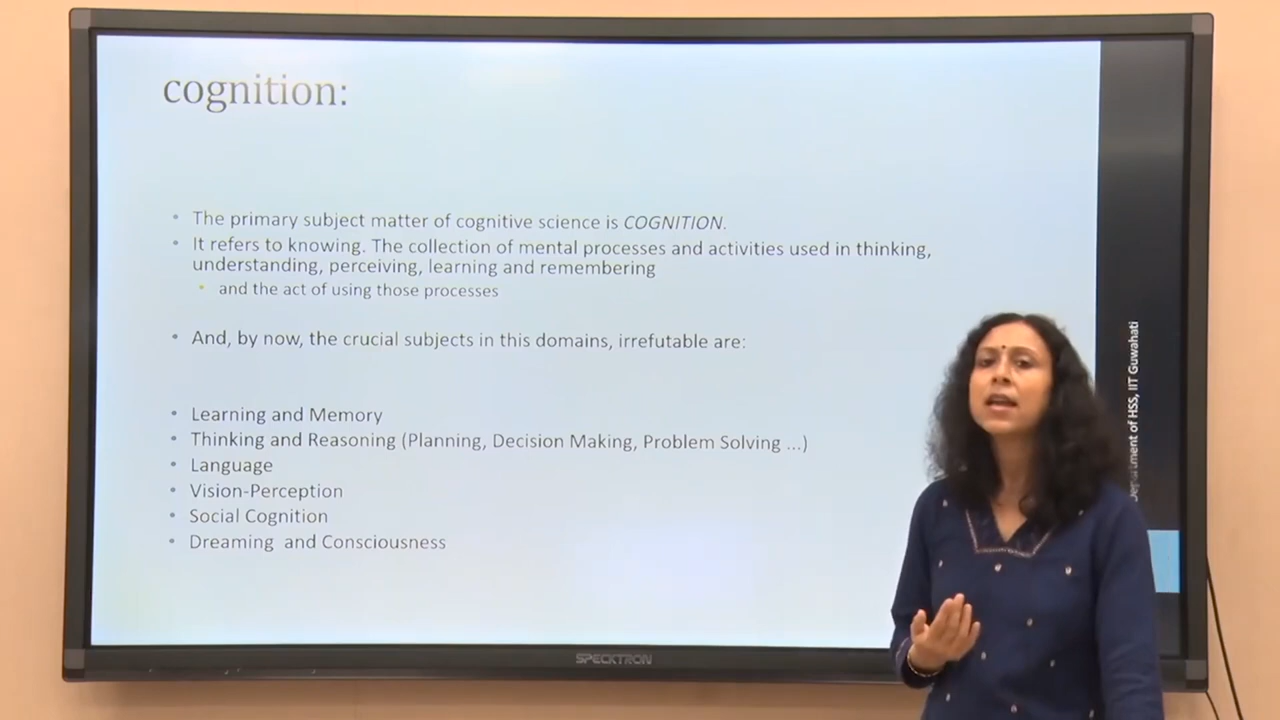 cognition:
The primary subject matter of cognitive science is COGNITION.
It refers to knowing. The collection of mental processes and activities used in thinking,
understanding, perceiving, learning and remembering
and the act of using those processes
And, by now, the crucial subjects in this domains, irrefutable are:
Learning and Memory
Thinking and Reasoning (Planning, Decision Making, Problem Solving ...)
Language
Vision-Perception
Social Cognition
Dreaming and Consciousness
Department of HSS, IIT Guwahati
SPECKTRON